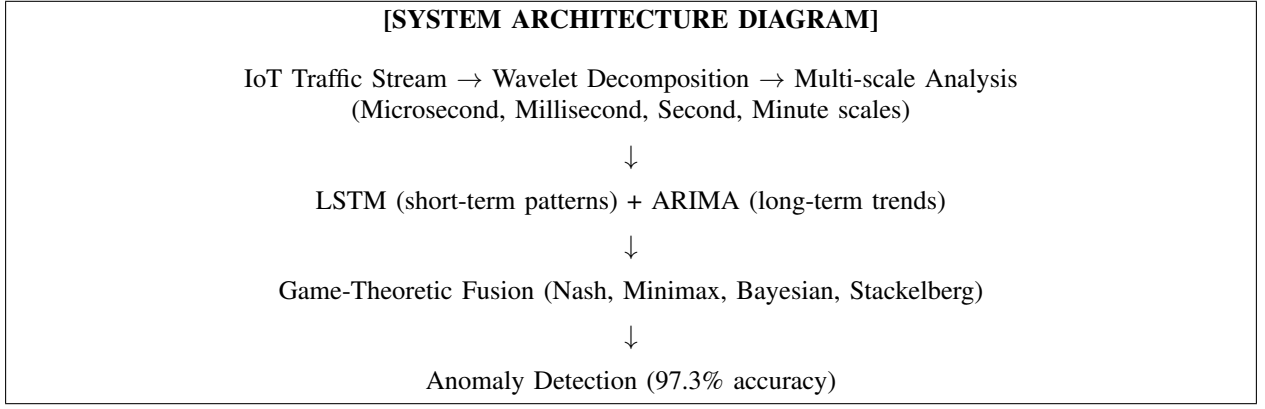 [SYSTEM ARCHITECTURE DIAGRAM]
IoT Traffic Stream → Wavelet Decomposition → Multi-scale Analysis
(Microsecond, Millisecond, Second, Minute scales)
↓
LSTM (short-term patterns) + ARIMA (long-term trends)
↓
Game-Theoretic Fusion (Nash, Minimax, Bayesian, Stackelberg)
↓
Anomaly Detection (97.3% accuracy)